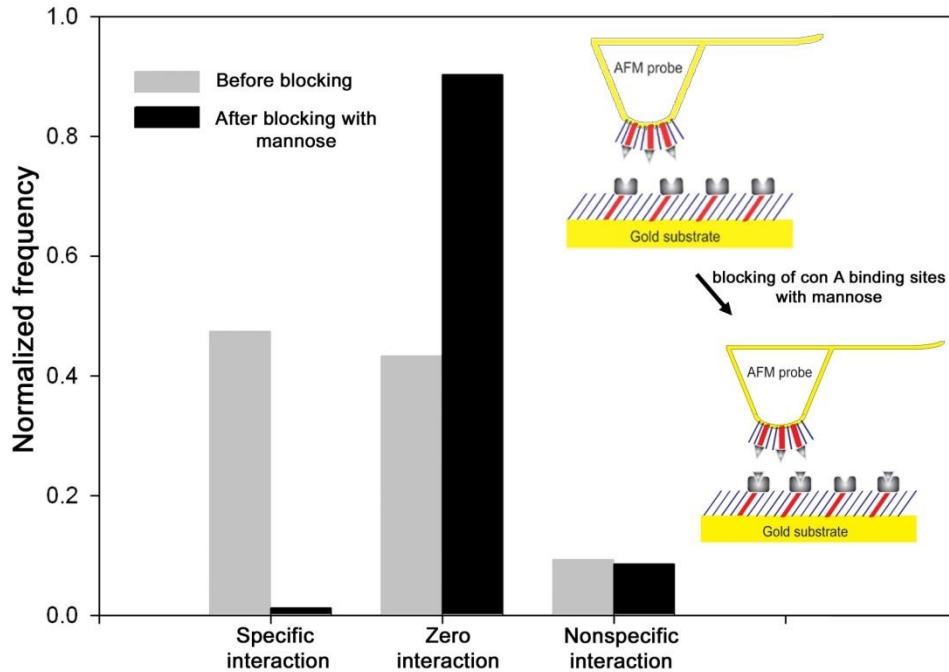 Normalized frequency
1.0
0.8
0.6
0.4
0.2
0.0
Before blocking
After blocking with
mannose
AFM probe
Gold substrate
blocking of con A binding sites
with mannose
AFM probe
Gold substrate
Specific
interaction
Zero
interaction
Nonspecific
interaction